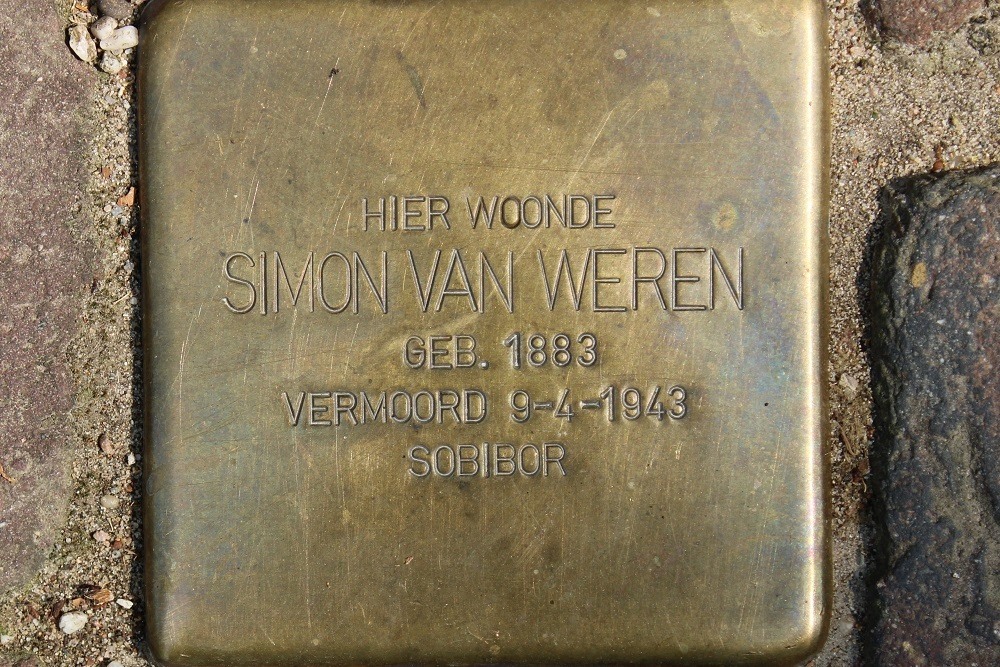 HIER WOONDE
SIMON VAN WEREN
GEB. 1883
VERMOORD 9-4-1943
SOBIBOR